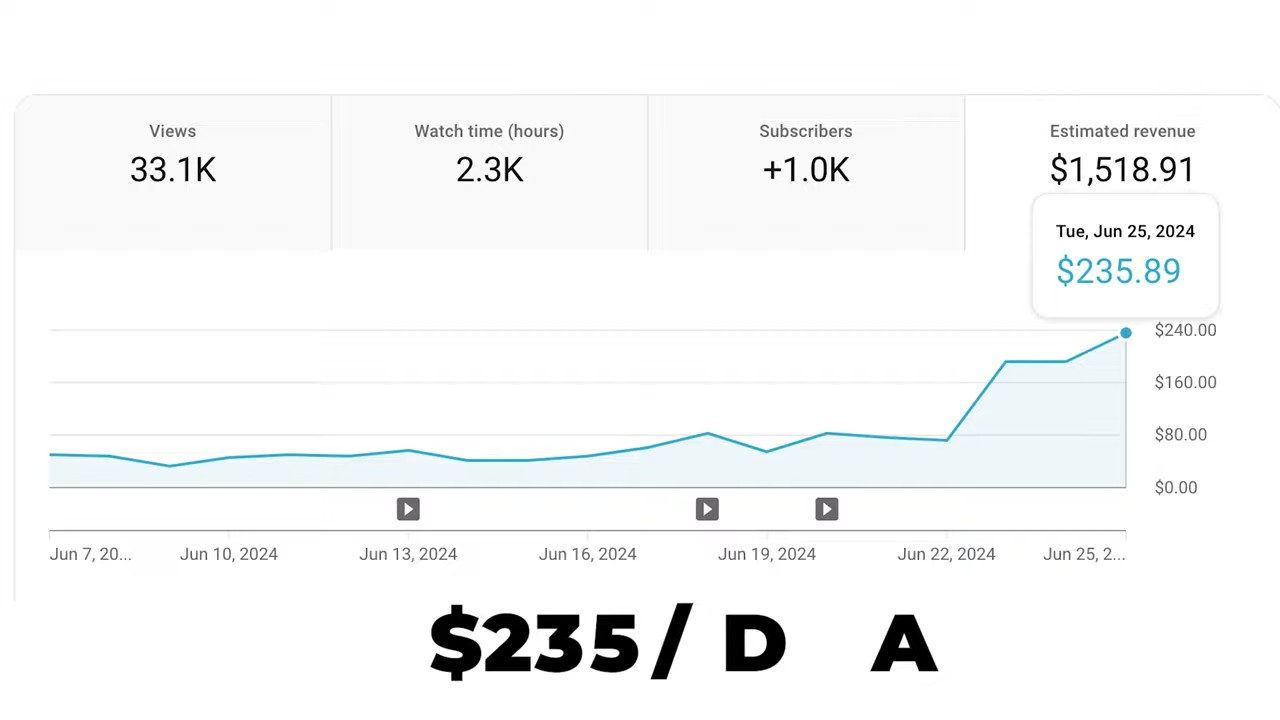 Views
Watch time (hours)
Subscribers
Estimated revenue
33.1K
2.3K
+1.0K
$1,518.91
Tue, Jun 25, 2024
$235.89
$240.00
$160.00
$80.00
$0.00
Jun 7, 20...
Jun 10, 2024
Jun 13, 2024
Jun 16, 2024
Jun 19, 2024
Jun 22, 2024
Jun 25, 2...
$235/ D A